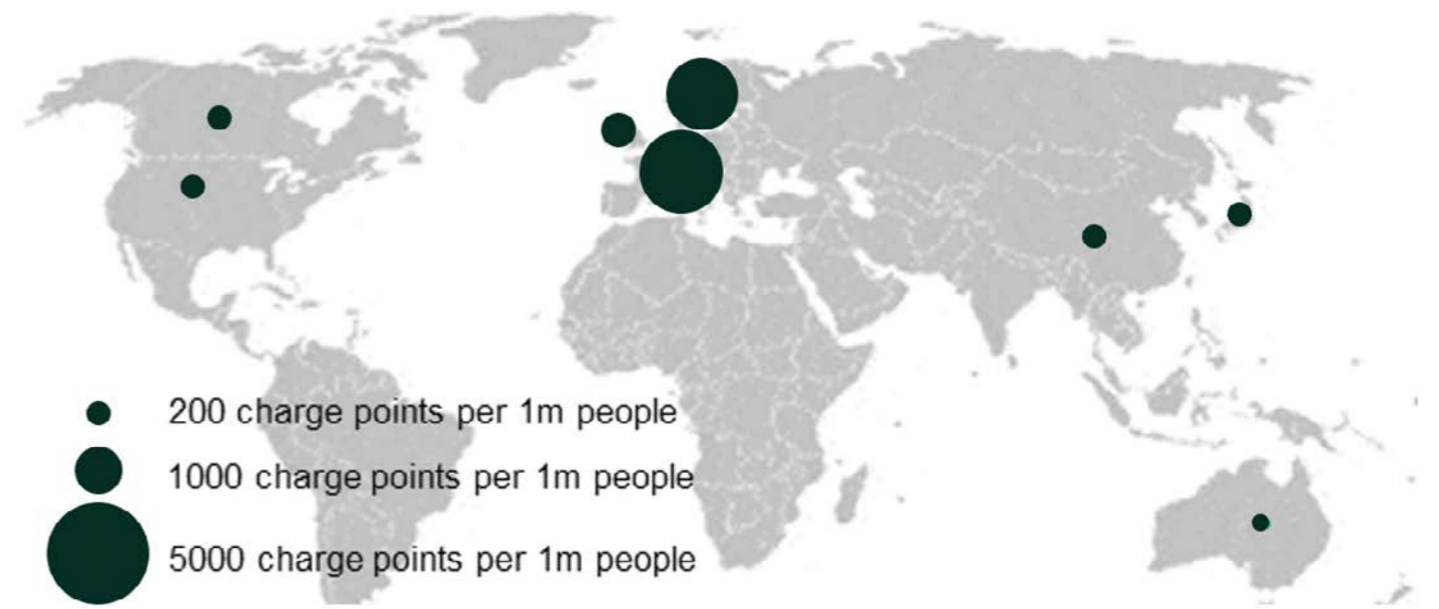 200 charge points per 1m people
1000 charge points per 1m people
5000 charge points per 1m people